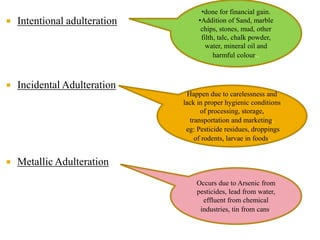 Intentional adulteration
•done for financial gain.
•Addition of Sand, marble
chips, stones, mud, other
filth, talc, chalk powder,
water, mineral oil and
harmful colour
Incidental Adulteration
Happen due to carelessness and
lack in proper hygienic conditions
of processing, storage,
transportation and marketing
eg: Pesticide residues, droppings
of rodents, larvae in foods
Metallic Adulteration
Occurs due to Arsenic from
pesticides, lead from water,
effluent from chemical
industries, tin from cans